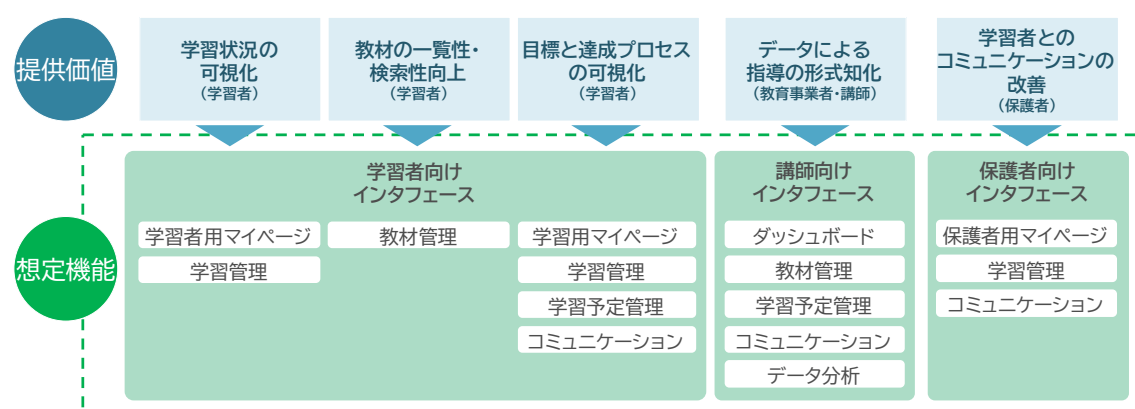 提供価値
学習状況の
可視化
（学習者）
教材の一覧性・
検索性向上
（学習者）
目標と達成プロセス
の可視化
（学習者）
データによる
指導の形式知化
（教育事業者・講師）
学習者との
コミュニケーションの
改善
（保護者）
想定機能
学習者向け
インタフェース
学習者用マイページ
学習管理
教材管理
学習用マイページ
学習管理
学習予定管理
コミュニケーション
講師向け
インタフェース
ダッシュボード
教材管理
学習予定管理
コミュニケーション
データ分析
保護者向け
インタフェース
保護者用マイページ
学習管理
コミュニケーション